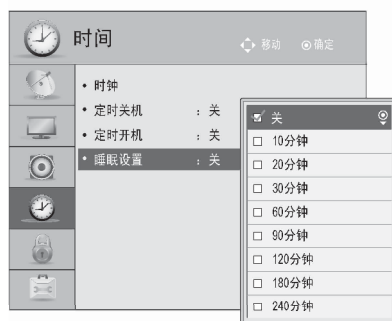 时间
移动 ⊙确定
• 时钟
• 定时关机 : 关
• 定时开机 : 关
• 睡眠设置 : 关
关
10分钟
20分钟
30分钟
60分钟
90分钟
120分钟
180分钟
240分钟